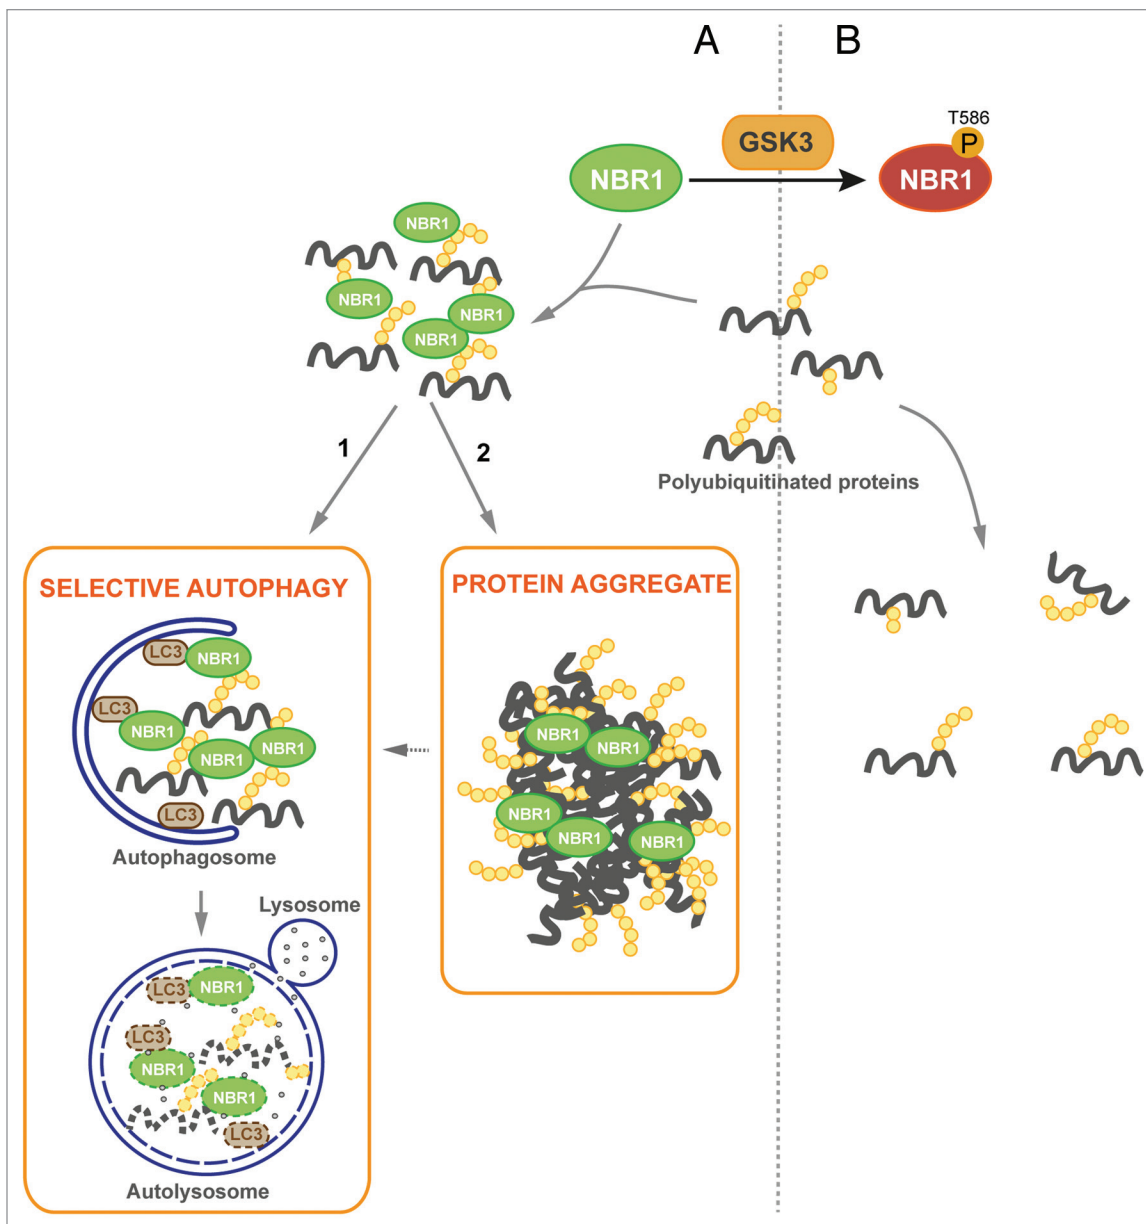 A
B
T586
P
GSK3
NBR1
NBR1
NBR1
NBR1
NBR1
NBR1
1
2
Polyubiquitinated proteins
SELECTIVE AUTOPHAGY
PROTEIN AGGREGATE
LC3
NBR1
LC3
NBR1
NBR1
NBR1
LC3
Autophagosome
NBR1
NBR1
NBR1
NBR1
NBR1
Lysosome
LC3
NBR1
LC3
NBR1
NBR1
LC3
Autolysosome